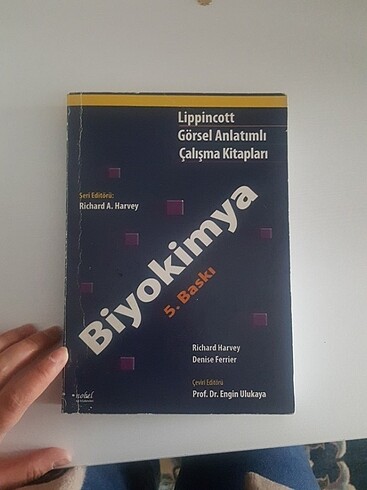 Lippincott
Görsel Anlatımlı
Çalışma Kitapları
Seri Editörü:
Richard A. Harvey
Biyokimya
5. Baskı
Richard Harvey
Denise Ferrier
Çeviri Editörü
Prof. Dr. Engin Ulukaya
nobel